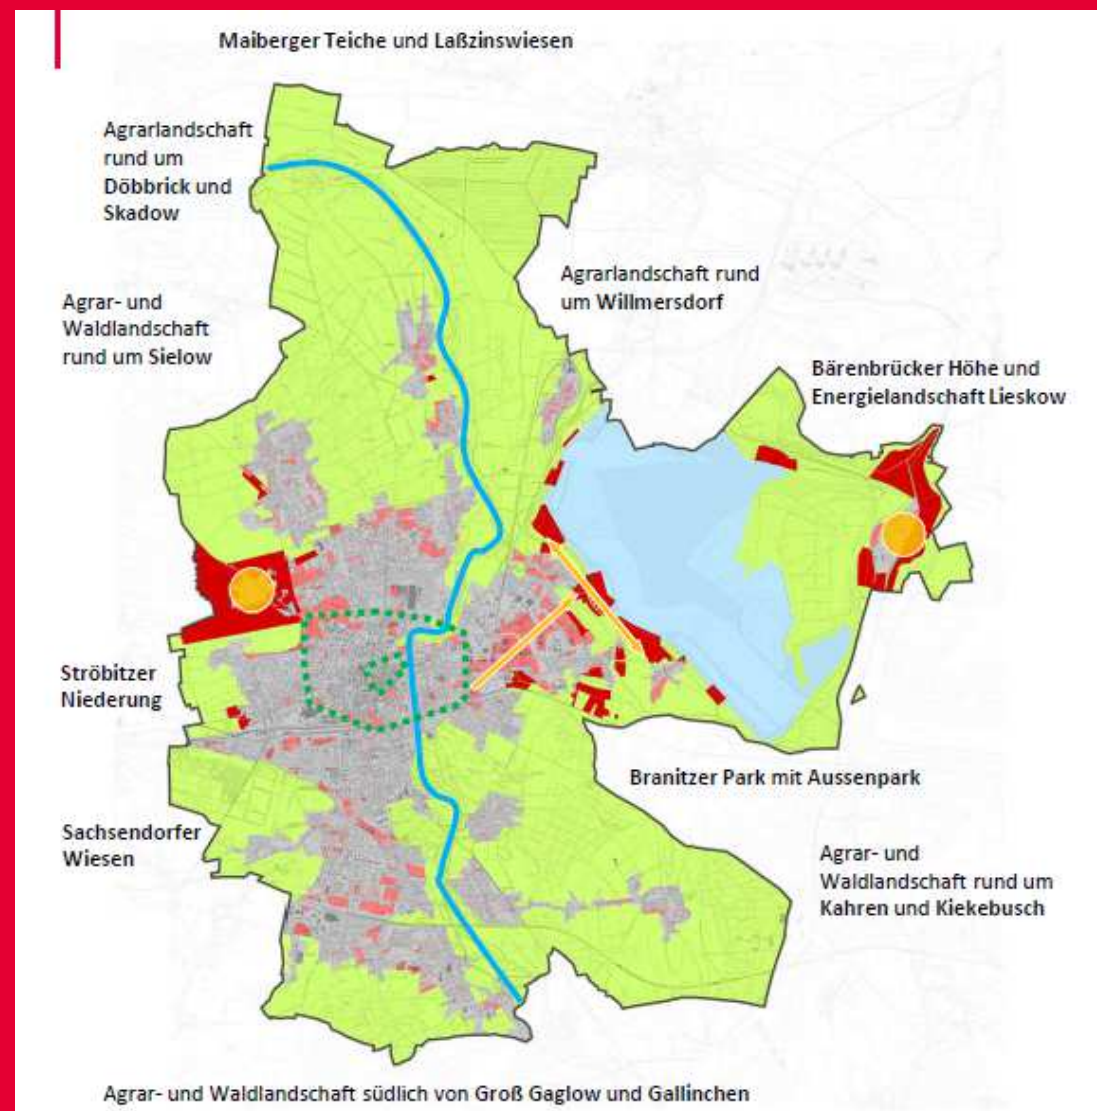 Maiberger Teiche und Laßzinswiesen
Agrarlandschaft
rund um
Döbbrick und
Skadow
Agrarlandschaft rund
um Willmersdorf
Agrar- und
Waldlandschaft
rund um Sielow
Bärenbrücker Höhe und
Energielandschaft Lieskow
Ströbitzer
Niederung
Branitzer Park mit Aussenpark
Sachsendorfer
Wiesen
Agrar- und
Waldlandschaft rund um
Kahren und Kiekebusch
Agrar- und Waldlandschaft südlich von Groß Gaglow und Gallinchen